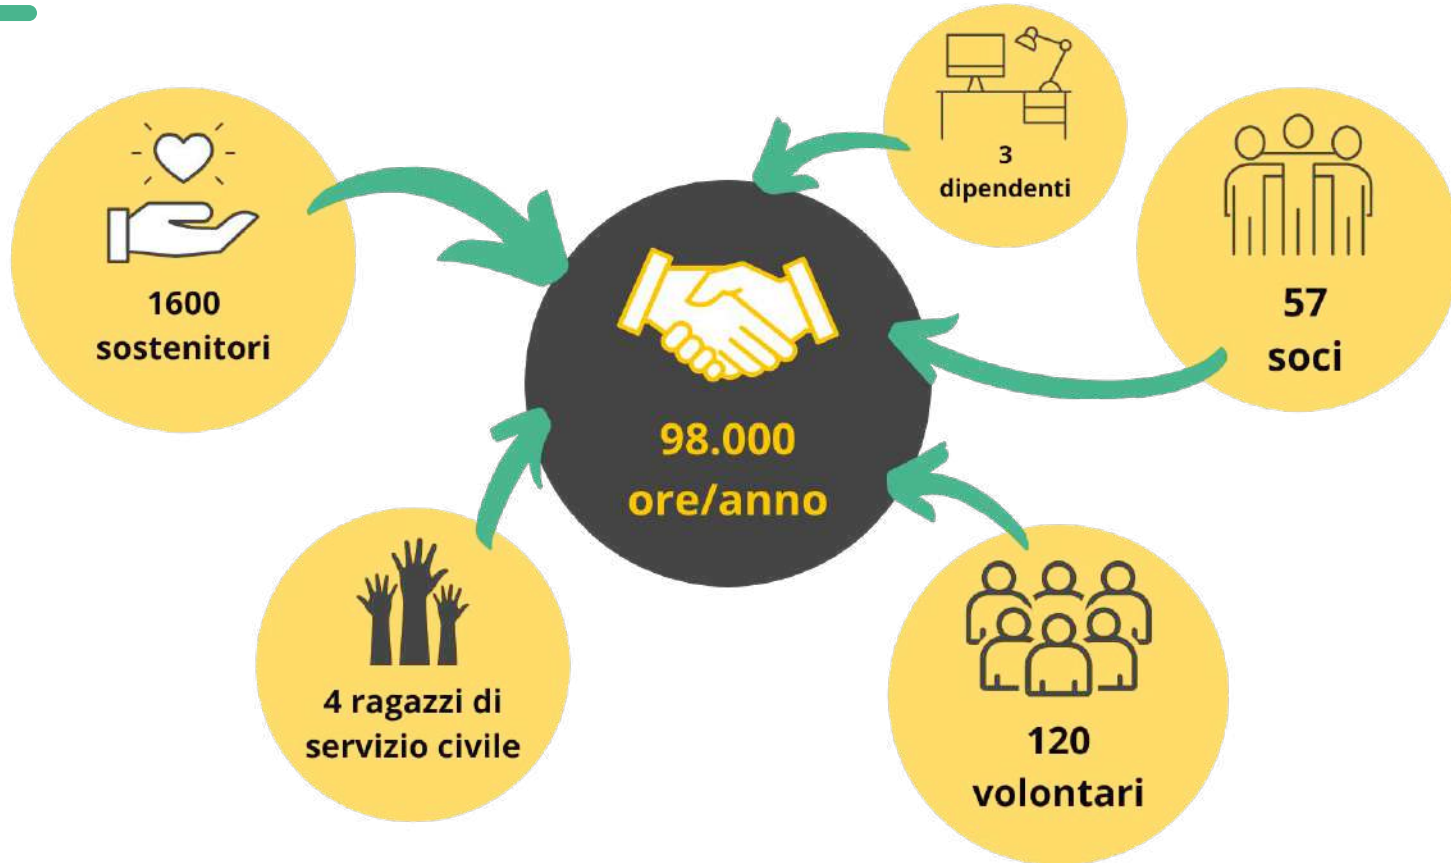 3
dipendenti
1600
sostenitori
57
soci
98.000
ore/anno
4 ragazzi di
servizio civile
120
volontari